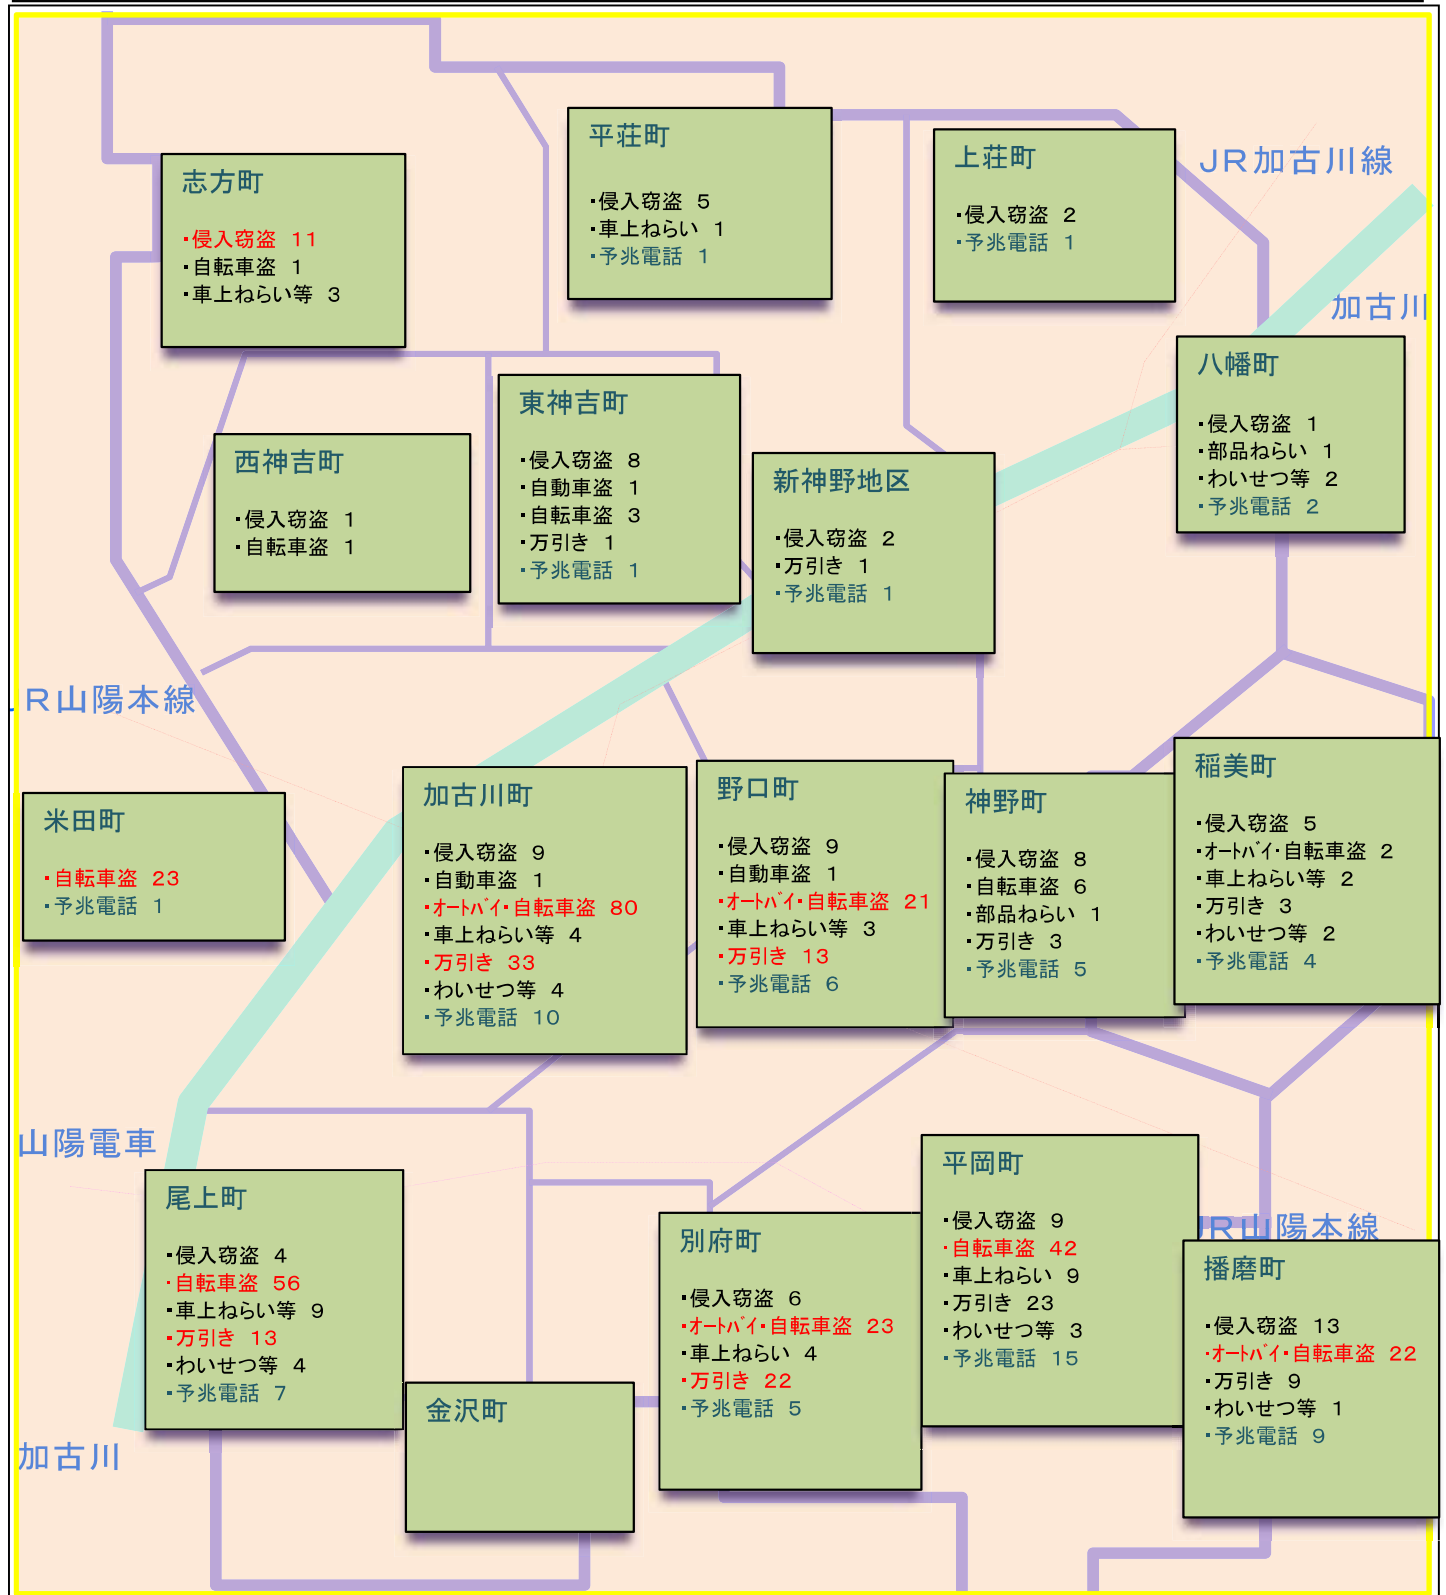 平荘町
・侵入窃盗 5
・車上ねらい 1
・予兆電話 1
上荘町
・侵入窃盗 2
・予兆電話 1
JR加古川線
志方町
・侵入窃盗 11
・自転車盗 1
・車上ねらい等 3
加古川
八幡町
・侵入窃盗 1
・部品ねらい 1
・わいせつ等 2
・予兆電話 2
東神吉町
・侵入窃盗 8
・自動車盗 1
・自転車盗 3
・万引き 1
・予兆電話 1
西神吉町
・侵入窃盗 1
・自転車盗 1
新神野地区
・侵入窃盗 2
・万引き 1
・予兆電話 1
JR山陽本線
米田町
・自転車盗 23
・予兆電話 1
加古川町
・侵入窃盗 9
・自動車盗 1
・オートバイ・自転車盗 80
・車上ねらい等 4
・万引き 33
・わいせつ等 4
・予兆電話 10
野口町
・侵入窃盗 9
・自動車盗 1
・オートバイ・自転車盗 21
・車上ねらい等 3
・万引き 13
・予兆電話 6
神野町
・侵入窃盗 8
・自転車盗 6
・部品ねらい 1
・万引き 3
・予兆電話 5
稲美町
・侵入窃盗 5
・オートバイ・自転車盗 2
・車上ねらい等 2
・万引き 3
・わいせつ等 2
・予兆電話 4
山陽電車
尾上町
・侵入窃盗 4
・自転車盗 56
・車上ねらい等 9
・万引き 13
・わいせつ等 4
・予兆電話 7
加古川
金沢町
別府町
・侵入窃盗 6
・オートバイ・自転車盗 23
・車上ねらい 4
・万引き 22
・予兆電話 5
平岡町
・侵入窃盗 9
・自転車盗 42
・車上ねらい 9
・万引き 23
・わいせつ等 3
・予兆電話 15
JR山陽本線
播磨町
・侵入窃盗 13
・オートバイ・自転車盗 22
・万引き 9
・わいせつ等 1
・予兆電話 9